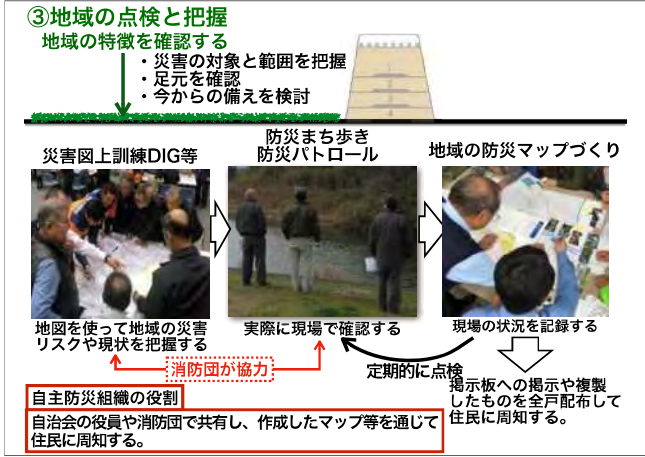 ③地域の点検と把握
地域の特徴を確認する
・災害の対象と範囲を把握
・足元を確認
・今からの備えを検討
災害図上訓練DIG等
防災まち歩き
防災パトロール
地域の防災マップづくり
地図を使って地域の災害
リスクや現状を把握する
実際に現場で確認する
現場の状況を記録する
消防団が協力
定期的に点検
掲示板への掲示や複製
したものを全戸配布して
住民に周知する。
自主防災組織の役割
自治会の役員や消防団で共有し、作成したマップ等を通じて
住民に周知する。